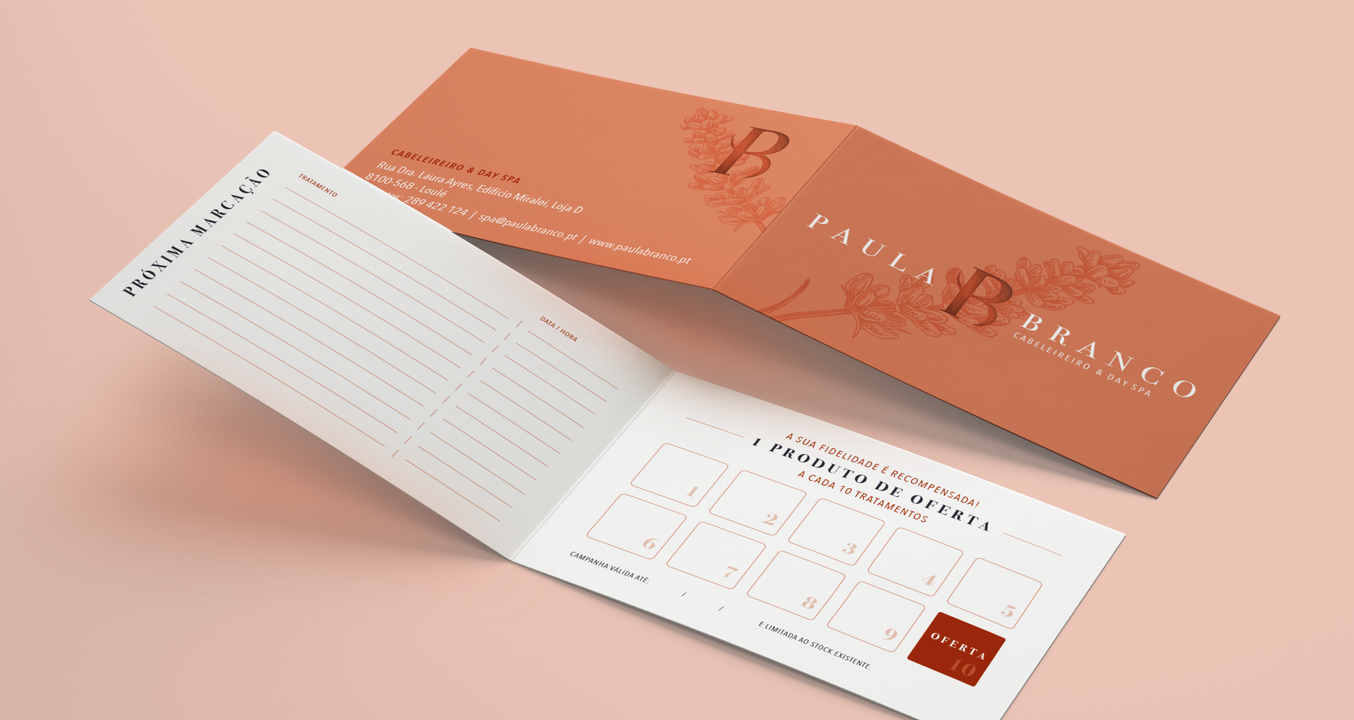 CABELEIREIRO & DAY SPA
Rua Dra. Laura Ayres, Edifício Miralei, Loja D
8100-568 . Loulé
289 422 124 | spa@paulabranco.pt | www.paulabranco.pt
B
PAULA B BRANCO
CABELEIREIRO & DAY SPA
PRÓXIMA MARCAÇÃO
TRATAMENTO
DATA / HORA
A SUA FIDELIDADE É RECOMPENSADA!
1 PRODUTO DE OFERTA
A CADA 10 TRATAMENTOS
1 2 3 4 5
6 7 8 9 OFERTA 10
CAMPANHA VÁLIDA ATÉ: / /
E LIMITADA AO STOCK EXISTENTE.